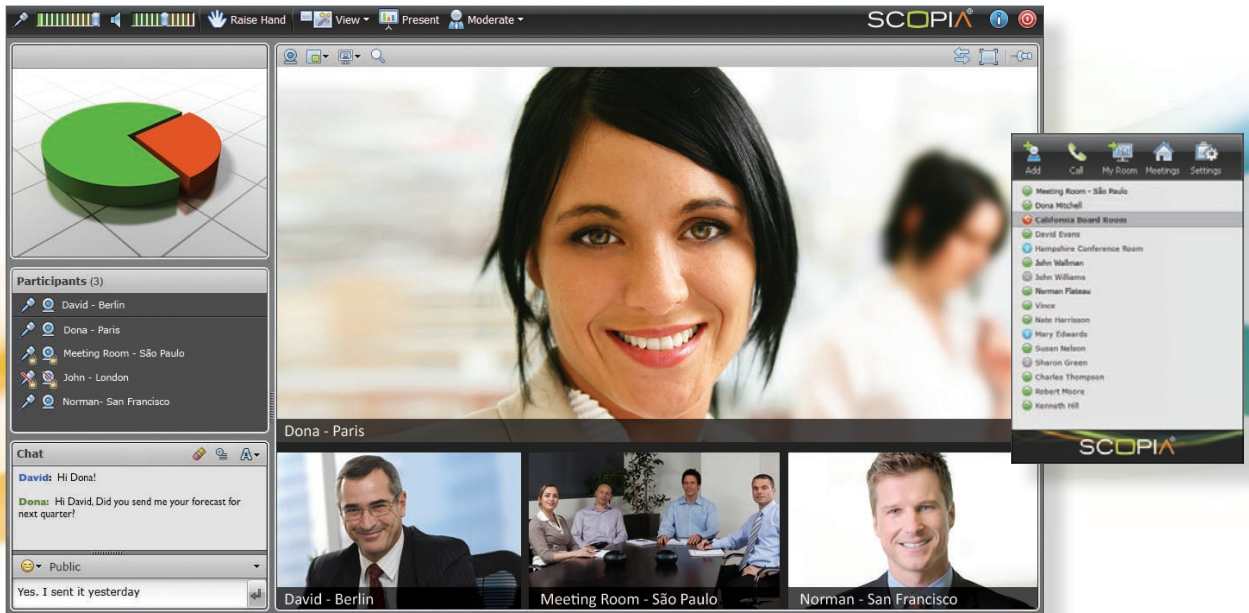 Raise Hand View Present Moderate SCOPIA
Participants (3)
David - Berlin
Dona - Paris
Meeting Room - São Paulo
John - London
Norman- San Francisco
Chat
David: Hi Dona!
Dona: Hi David, Did you send me your forecast for
next quarter?
Public
Yes. I sent it yesterday
Dona - Paris
David - Berlin
Meeting Room - São Paulo
Norman - San Francisco
Add Call My Room Meetings Settings
Meeting Room - São Paulo
Dona Mitchell
California Board Room
David Evans
Hampshire Conference Room
John Wallman
John Williams
Norman Plateau
Vince
Nate Harrisson
Mary Edwards
Susan Nelson
Sharon Green
Charles Thompson
Robert Moore
Kenneth Hill
SCOPIA